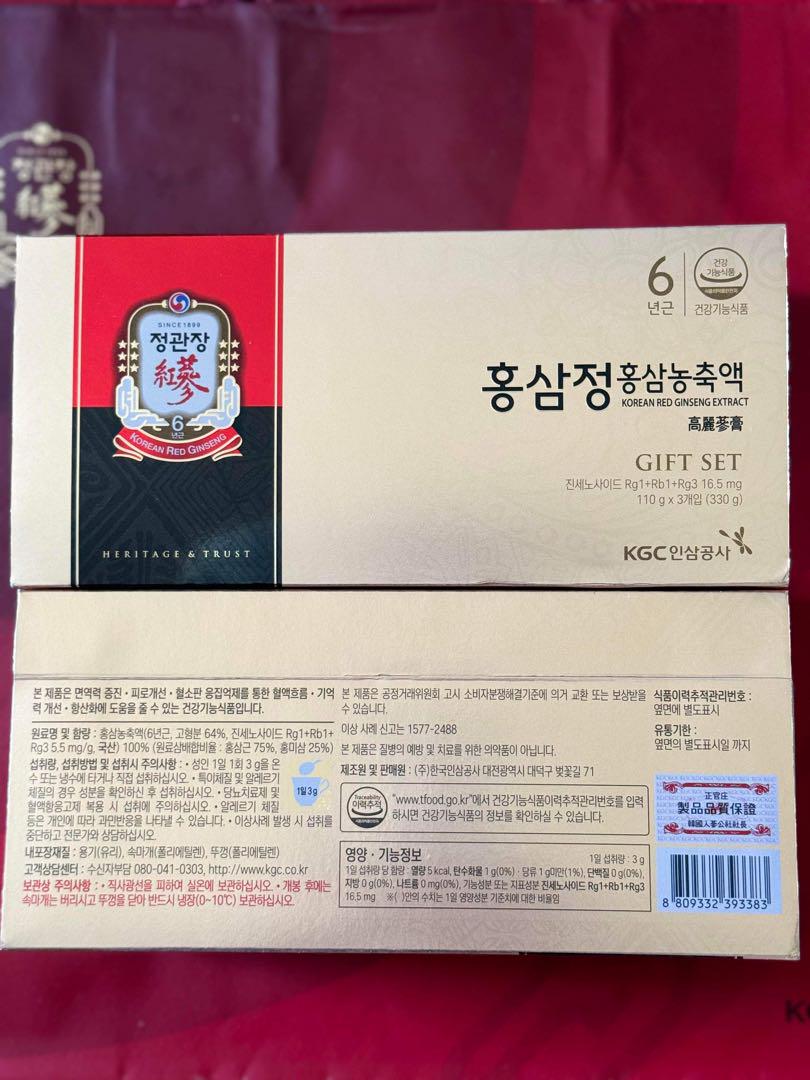 정관장
紅蔘
6
년근
건강
기능식품
식품의약품안전처
건강기능식품
SINCE 1899
정관장
紅蔘
6
년근
KOREAN RED GINSENG
HERITAGE & TRUST
홍삼정 홍삼농축액
KOREAN RED GINSENG EXTRACT
高麗蔘膏
GIFT SET
진세노사이드 Rg1+Rb1+Rg3 16.5 mg
110 g x 3개입 (330 g)
KGC인삼공사
본 제품은 면역력 증진・피로개선・혈소판 응집억제를 통한 혈액흐름・기억
력 개선・항산화에 도움을 줄 수 있는 건강기능식품입니다.
원료명 및 함량 : 홍삼농축액(6년근, 고형분 64%, 진세노사이드 Rg1+Rb1+
Rg3 5.5 mg/g, 국산) 100% (원료삼배합비율 : 홍삼근 75%, 홍미삼 25%)
섭취량, 섭취방법 및 섭취시 주의사항 : • 성인 1일 1회 3 g을 온
수 또는 냉수에 타거나 직접 섭취하십시오. • 특이체질 및 알레르기
체질의 경우 성분을 확인하신 후 섭취하십시오. • 당뇨치료제 및
혈액항응고제 복용 시 섭취에 주의하십시오. • 알레르기 체질
등은 개인에 따라 과민반응을 나타낼 수 있습니다. • 이상사례 발생 시 섭취를
중단하고 전문가와 상담하십시오.
1일 3g
내포장재질 : 용기(유리), 속마개(폴리에틸렌), 뚜껑(폴리에틸렌)
고객상담센터 : 수신자부담 080-041-0303, http://www.kgc.co.kr
보관상 주의사항 : • 직사광선을 피하여 실온에 보관하십시오. • 개봉 후에는
속마개는 버리시고 뚜껑을 닫아 반드시 냉장(0~10℃) 보관하십시오.
본 제품은 공정거래위원회 고시 소비자분쟁해결기준에 의거 교환 또는 보상받을
수 있습니다.
이상 사례 신고는 1577-2488
본 제품은 질병의 예방 및 치료를 위한 의약품이 아닙니다.
제조원 및 판매원 : (주)한국인삼공사 대전광역시 대덕구 벚꽃길 71
Traceability
이력추적
식품의약품안전처
"www.tfood.go.kr"에서 건강기능식품이력추적관리번호를 입력
하시면 건강기능식품의 정보를 확인하실 수 있습니다.
영양・기능정보
1일 섭취량 : 3 g
1일 섭취량 당 함량 : 열량 5 kcal, 탄수화물 1 g(0%) : 당류 1 g미만(1%), 단백질 0 g(0%),
지방 0 g(0%), 나트륨 0 mg(0%), 기능성분 또는 지표성분 진세노사이드 Rg1+Rb1+Rg3
16.5 mg ※( )안의 수치는 1일 영양성분 기준치에 대한 비율임
식품이력추적관리번호 :
옆면에 별도표시
유통기한 :
옆면의 별도표시일 까지
正官庄
製品品質保證
韓國人蔘公社社長
8 809332 393383
K